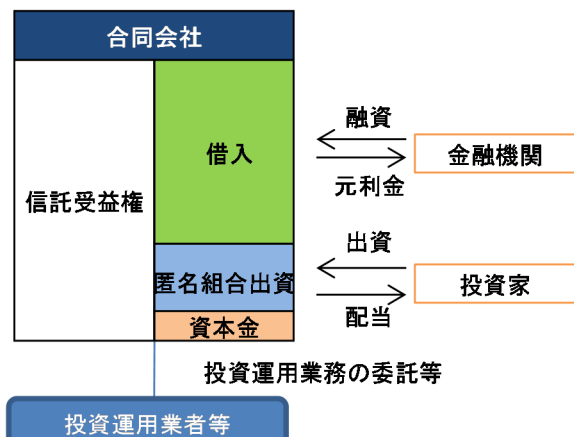 合同会社
信託受益権
借入
匿名組合出資
資本金
融資
元利金
金融機関
出資
配当
投資家
投資運用業務の委託等
投資運用業者等